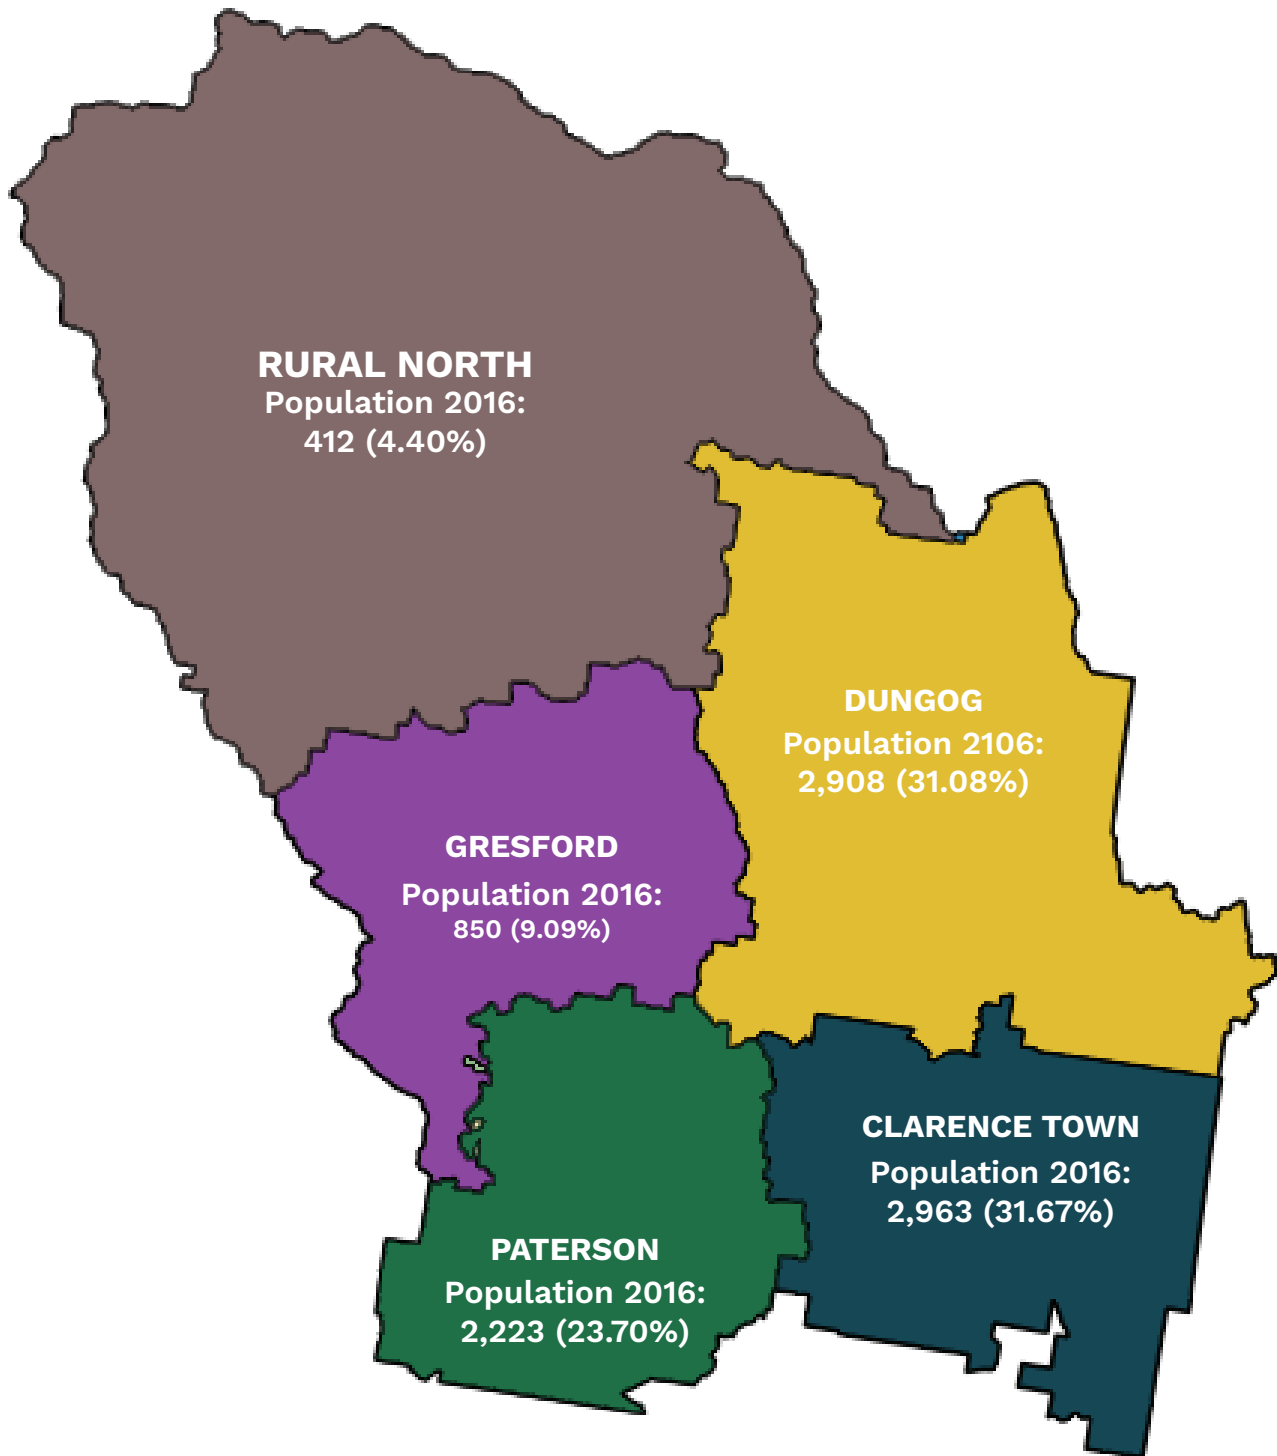 RURAL NORTH
Population 2016:
412 (4.40%)
DUNGOG
Population 2106:
2,908 (31.08%)
GRESFORD
Population 2016:
850 (9.09%)
CLARENCE TOWN
Population 2016:
2,963 (31.67%)
PATERSON
Population 2016:
2,223 (23.70%)